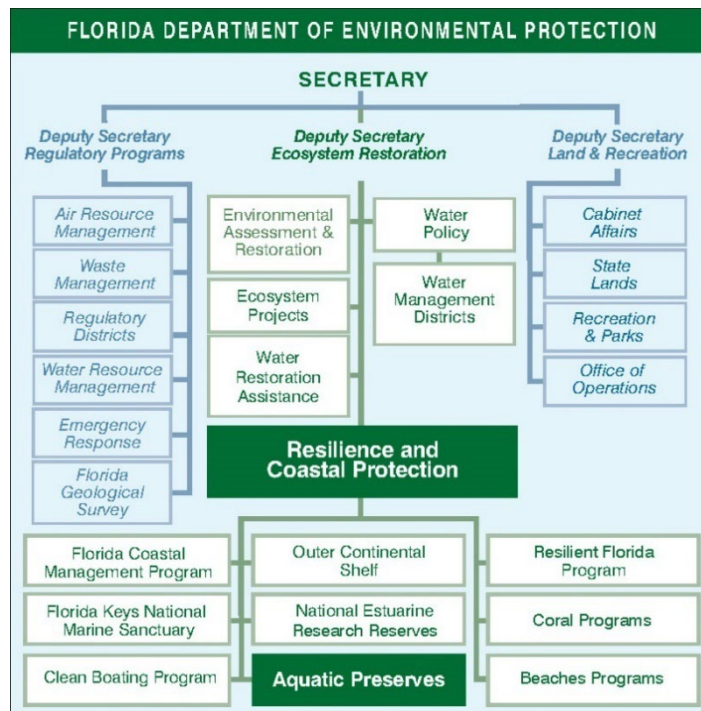 FLORIDA DEPARTMENT OF ENVIRONMENTAL PROTECTION
SECRETARY
Deputy Secretary
Regulatory Programs
Deputy Secretary
Ecosystem Restoration
Deputy Secretary
Land & Recreation
Air Resource
Management
Waste
Management
Regulatory
Districts
Water Resource
Management
Emergency
Response
Florida
Geological
Survey
Environmental
Assessment &
Restoration
Ecosystem
Projects
Water
Restoration
Assistance
Water
Policy
Water
Management
Districts
Cabinet
Affairs
State
Lands
Recreation
& Parks
Office of
Operations
Resilience and
Coastal Protection
Florida Coastal
Management Program
Outer Continental
Shelf
Resilient Florida
Program
Florida Keys National
Marine Sanctuary
National Estuarine
Research Reserves
Coral Programs
Clean Boating Program
Aquatic Preserves
Beaches Programs